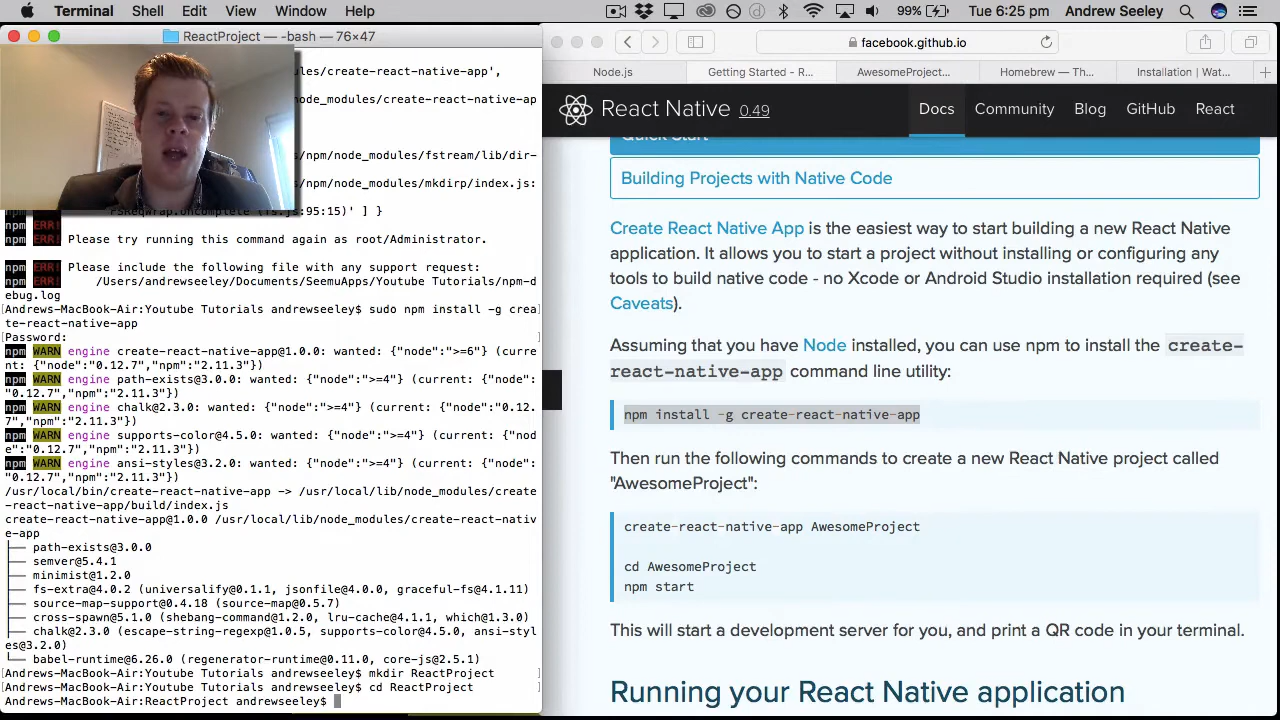 Terminal Shell Edit View Window Help 99% Tue 6:25 pm Andrew Seeley
ReactProject — -bash — 76×47
ules/create-react-native-app',
ode_modules/create-react-native-ap
es/npm/node_modules/fstream/lib/dir-
es/npm/node_modules/mkdirp/index.js:
FSReqWrap.oncomplete (fs.js:95:15)' ] }
npm ERR!
npm ERR! Please try running this command again as root/Administrator.
npm ERR! Please include the following file with any support request:
npm ERR! /Users/andrewseeley/Documents/SeemuApps/Youtube Tutorials/npm-d
ebug.log
[Andrews-MacBook-Air:Youtube Tutorials andrewseeley$ sudo npm install -g crea]
te-react-native-app
[Password:
npm WARN engine create-react-native-app@1.0.0: wanted: {"node":">=6"} (curre
nt: {"node":"0.12.7","npm":"2.11.3"})
npm WARN engine path-exists@3.0.0: wanted: {"node":">=4"} (current: {"node":
"0.12.7","npm":"2.11.3"})
npm WARN engine chalk@2.3.0: wanted: {"node":">=4"} (current: {"node":"0.12.
7","npm":"2.11.3"})
npm WARN engine supports-color@4.5.0: wanted: {"node":">=4"} (current: {"nod
e":"0.12.7","npm":"2.11.3"})
npm WARN engine ansi-styles@3.2.0: wanted: {"node":">=4"} (current: {"node":
"0.12.7","npm":"2.11.3"})
/usr/local/bin/create-react-native-app -> /usr/local/lib/node_modules/create
-react-native-app/build/index.js
create-react-native-app@1.0.0 /usr/local/lib/node_modules/create-react-nativ
e-app
├── path-exists@3.0.0
├── semver@5.4.1
├── minimist@1.2.0
├── fs-extra@4.0.2 (universalify@0.1.1, jsonfile@4.0.0, graceful-fs@4.1.11)
├── source-map-support@0.4.18 (source-map@0.5.7)
├── cross-spawn@5.1.0 (shebang-command@1.2.0, lru-cache@4.1.1, which@1.3.0)
├── chalk@2.3.0 (escape-string-regexp@1.0.5, supports-color@4.5.0, ansi-styl
es@3.2.0)
└── babel-runtime@6.26.0 (regenerator-runtime@0.11.0, core-js@2.5.1)
[Andrews-MacBook-Air:Youtube Tutorials andrewseeley$ mkdir ReactProject ]
[Andrews-MacBook-Air:Youtube Tutorials andrewseeley$ cd ReactProject ]
Andrews-MacBook-Air:ReactProject andrewseeley$
facebook.github.io
Node.js Getting Started - R... AwesomeProject... Homebrew — Th... Installation | Wat...
React Native 0.49 Docs Community Blog GitHub React
Quick Start
Building Projects with Native Code
Create React Native App is the easiest way to start building a new React Native
application. It allows you to start a project without installing or configuring any
tools to build native code - no Xcode or Android Studio installation required (see
Caveats).
Assuming that you have Node installed, you can use npm to install the create-
react-native-app command line utility:
npm install -g create-react-native-app
Then run the following commands to create a new React Native project called
"AwesomeProject":
create-react-native-app AwesomeProject
cd AwesomeProject
npm start
This will start a development server for you, and print a QR code in your terminal.
Running your React Native application